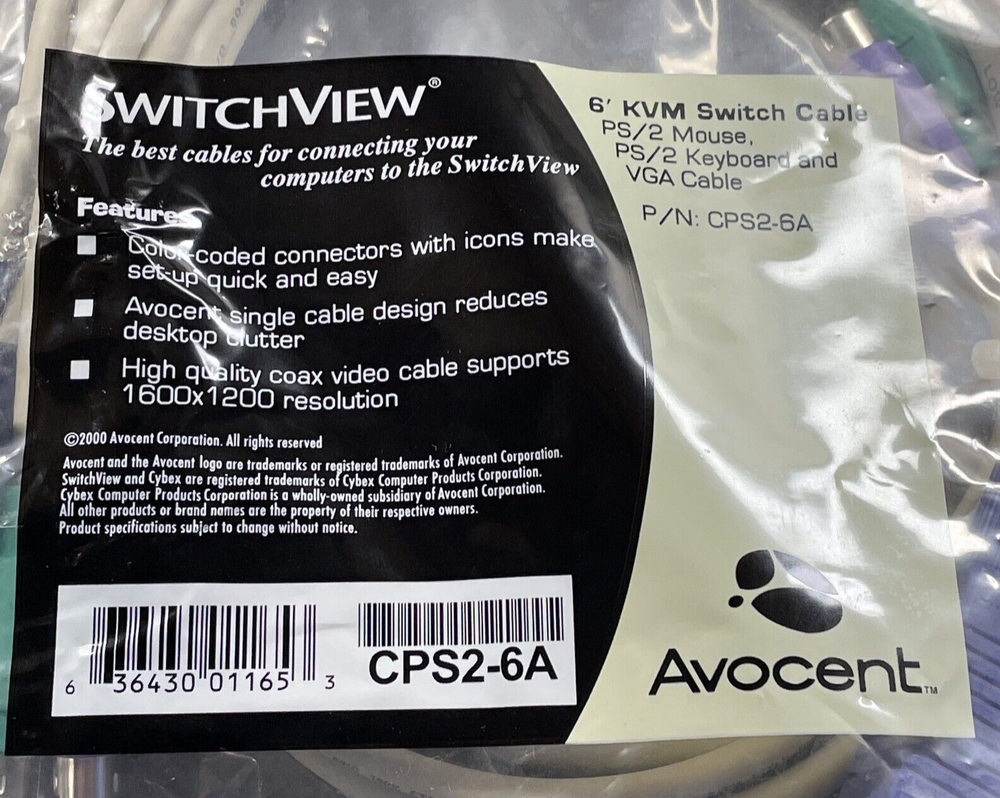 SWITCHVIEW®
The best cables for connecting your
computers to the SwitchView
Features
Color-coded connectors with icons make
set-up quick and easy
Avocent single cable design reduces
desktop clutter
High quality coax video cable supports
1600x1200 resolution
©2000 Avocent Corporation. All rights reserved
Avocent and the Avocent logo are trademarks or registered trademarks of Avocent Corporation.
SwitchView and Cybex are registered trademarks of Cybex Computer Products Corporation.
Cybex Computer Products Corporation is a wholly-owned subsidiary of Avocent Corporation.
All other products or brand names are the property of their respective owners.
Product specifications subject to change without notice.
6 36430 01165 3
CPS2-6A
6' KVM Switch Cable
PS/2 Mouse,
PS/2 Keyboard and
VGA Cable
P/N: CPS2-6A
Avocent™